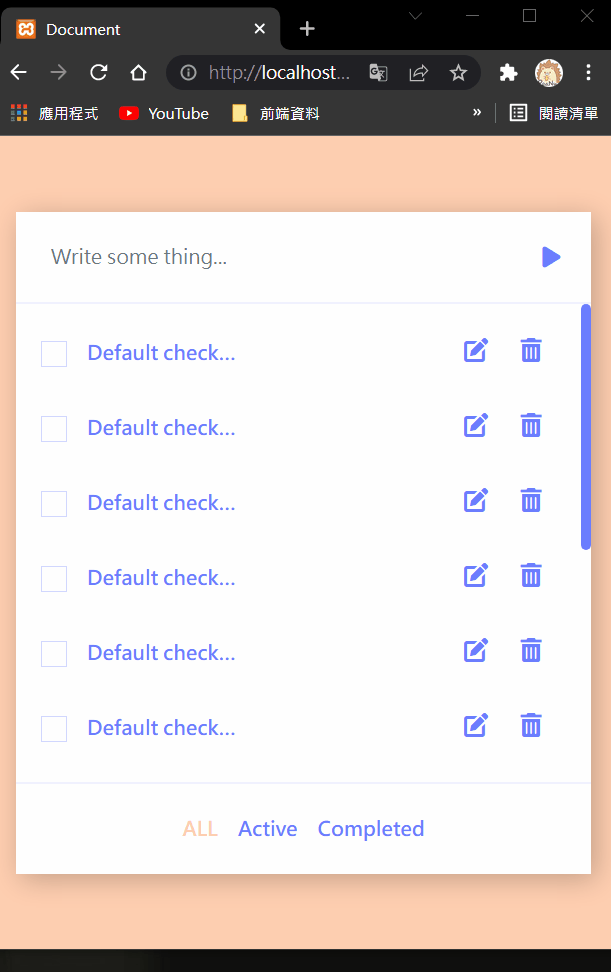 Document
http://localhost...
應用程式 YouTube 前端資料 » 閱讀清單
Write some thing...
Default check...
Default check...
Default check...
Default check...
Default check...
Default check...
ALL Active Completed